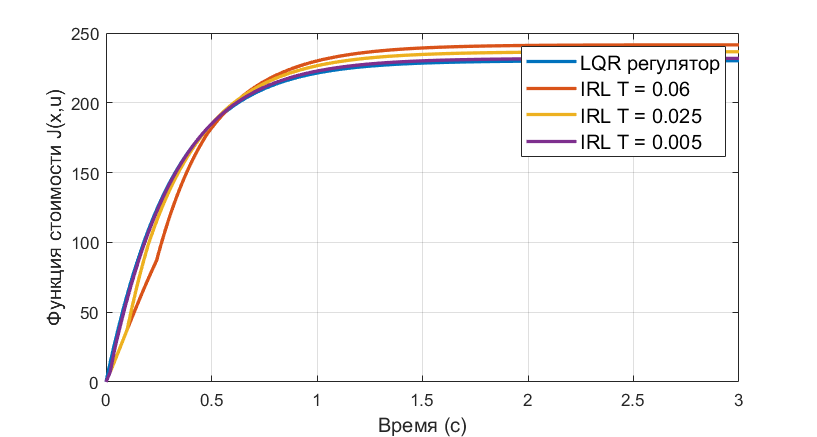 250
200
150
100
50
0
Функция стоимости J(x,u)
LQR регулятор
IRL T = 0.06
IRL T = 0.025
IRL T = 0.005
0 0.5 1 1.5 2 2.5 3
Время (с)